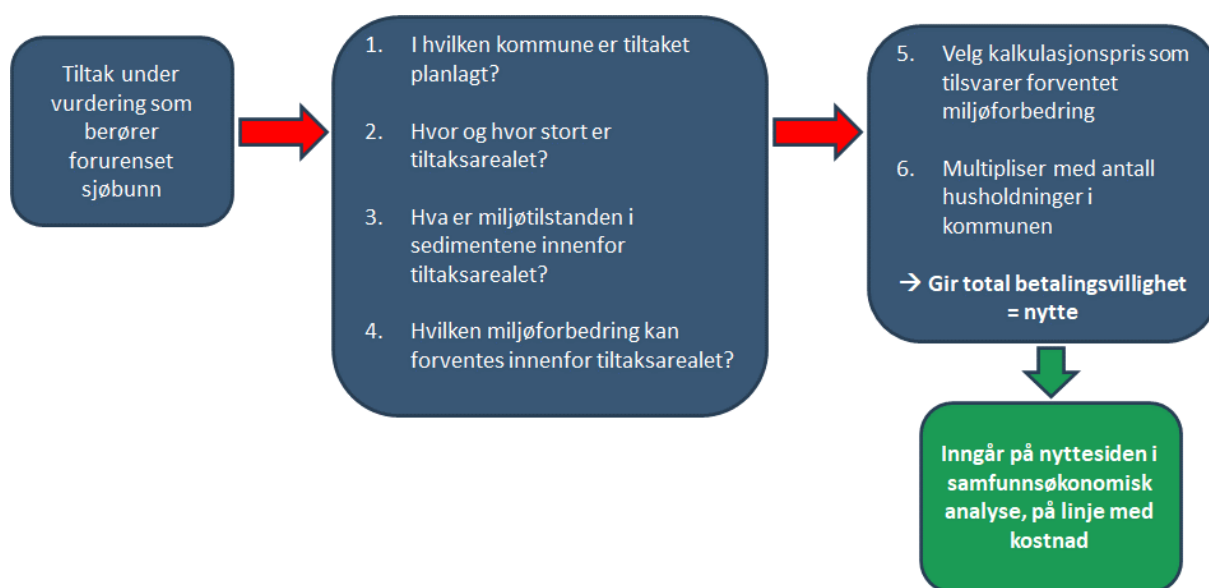 Tiltak under
vurdering som
berører
forurenset
sjøbunn
1. I hvilken kommune er tiltaket
planlagt?
2. Hvor og hvor stort er
tiltaksarealet?
3. Hva er miljøtilstanden i
sedimentene innenfor
tiltaksarealet?
4. Hvilken miljøforbedring kan
forventes innenfor tiltaksarealet?
5. Velg kalkulasjonspris som
tilsvarer forventet
miljøforbedring
6. Multipliser med antall
husholdninger i
kommunen
→ Gir total betalingsvillighet
= nytte
Inngår på nyttesiden i
samfunnsøkonomisk
analyse, på linje med
kostnad